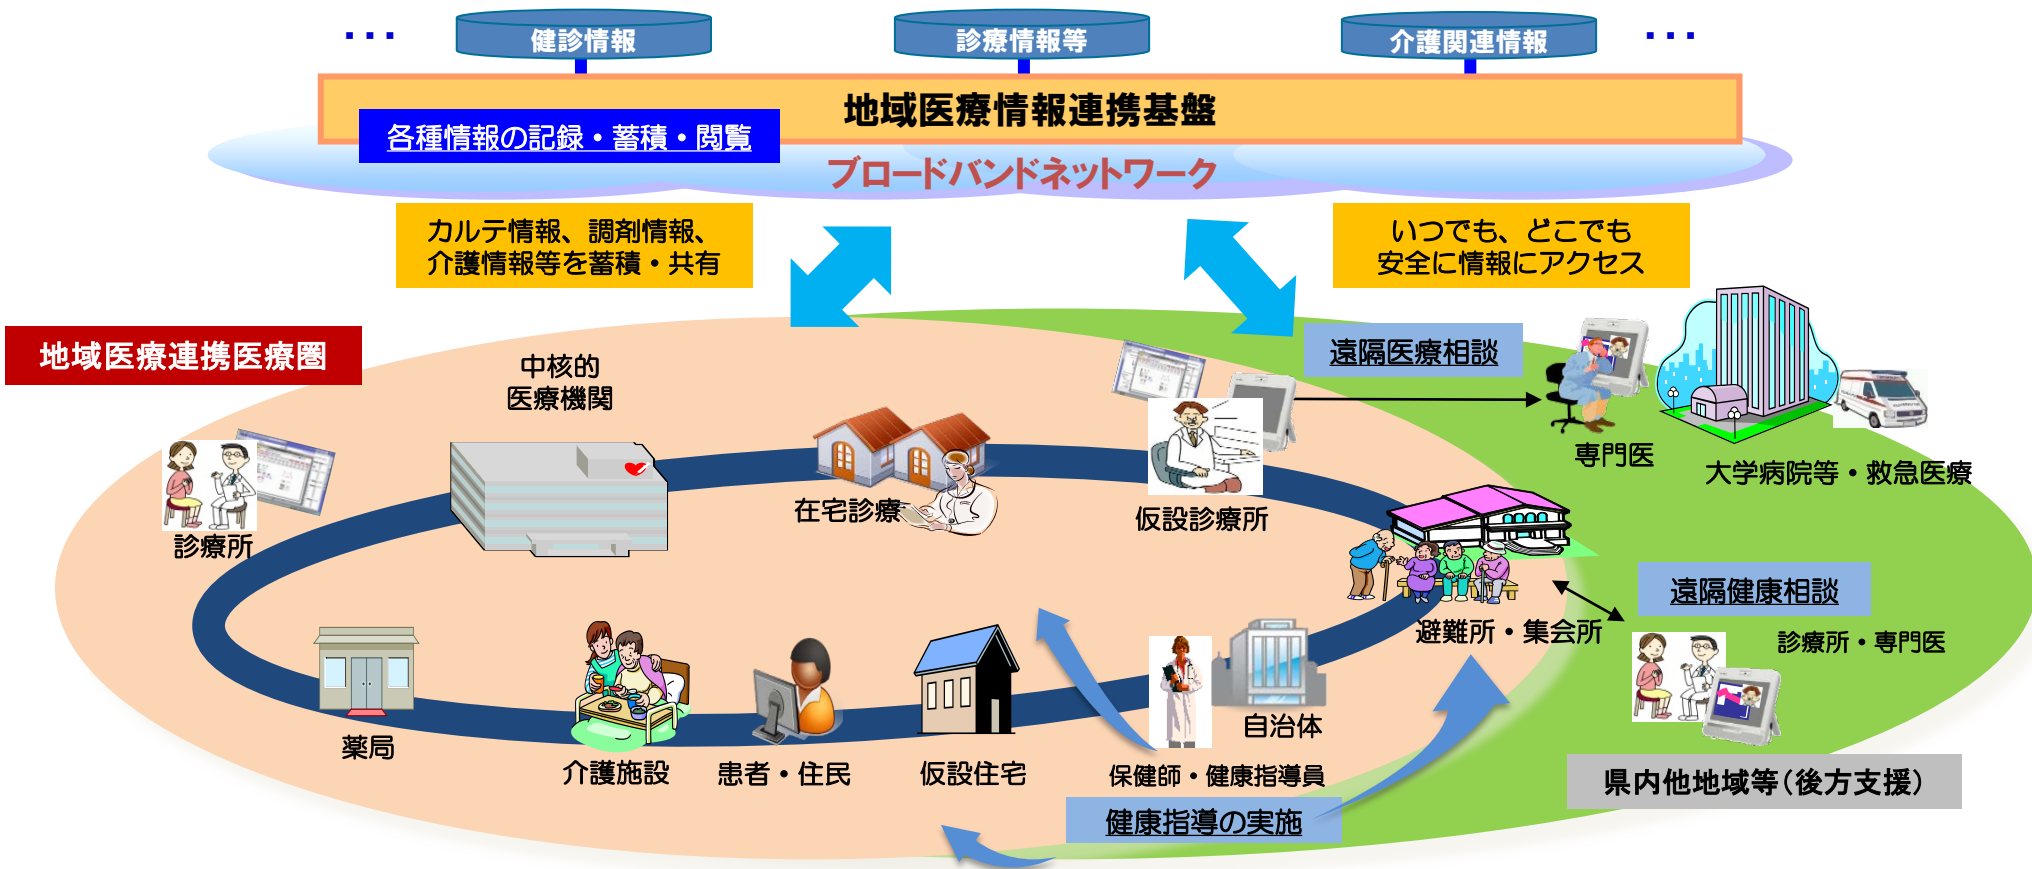 ・・・
健診情報
診療情報等
介護関連情報
・・・
地域医療情報連携基盤
各種情報の記録・蓄積・閲覧
ブロードバンドネットワーク
カルテ情報、調剤情報、
介護情報等を蓄積・共有
いつでも、どこでも
安全に情報にアクセス
地域医療連携医療圏
中核的
医療機関
遠隔医療相談
専門医
大学病院等・救急医療
診療所
在宅診療
仮設診療所
遠隔健康相談
避難所・集会所
診療所・専門医
薬局
介護施設
患者・住民
仮設住宅
自治体
保健師・健康指導員
県内他地域等（後方支援）
健康指導の実施